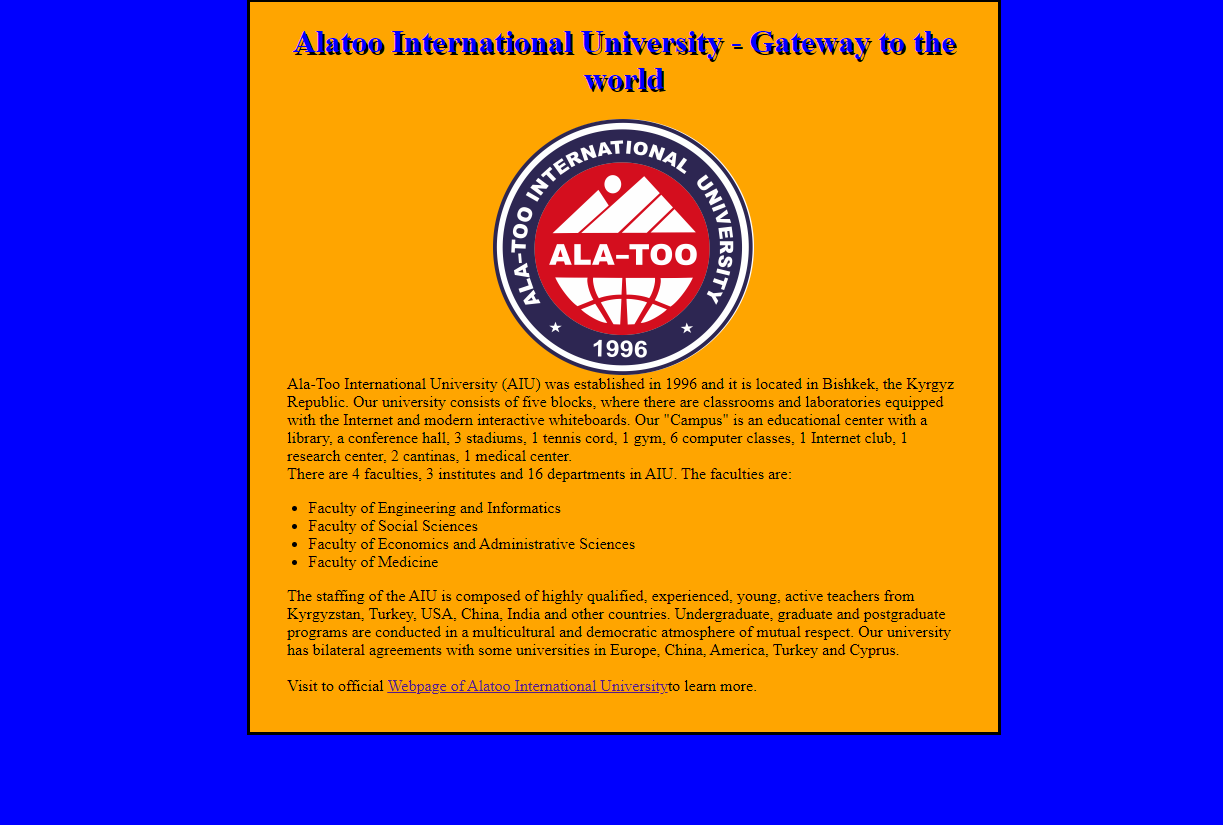 Alatoo International University - Gateway to the
world
ALA-TOO INTERNATIONAL UNIVERSITY
ALA-TOO
1996
Ala-Too International University (AIU) was established in 1996 and it is located in Bishkek, the Kyrgyz
Republic. Our university consists of five blocks, where there are classrooms and laboratories equipped
with the Internet and modern interactive whiteboards. Our "Campus" is an educational center with a
library, a conference hall, 3 stadiums, 1 tennis cord, 1 gym, 6 computer classes, 1 Internet club, 1
research center, 2 cantinas, 1 medical center.
There are 4 faculties, 3 institutes and 16 departments in AIU. The faculties are:
• Faculty of Engineering and Informatics
• Faculty of Social Sciences
• Faculty of Economics and Administrative Sciences
• Faculty of Medicine
The staffing of the AIU is composed of highly qualified, experienced, young, active teachers from
Kyrgyzstan, Turkey, USA, China, India and other countries. Undergraduate, graduate and postgraduate
programs are conducted in a multicultural and democratic atmosphere of mutual respect. Our university
has bilateral agreements with some universities in Europe, China, America, Turkey and Cyprus.
Visit to official Webpage of Alatoo International Universityto learn more.